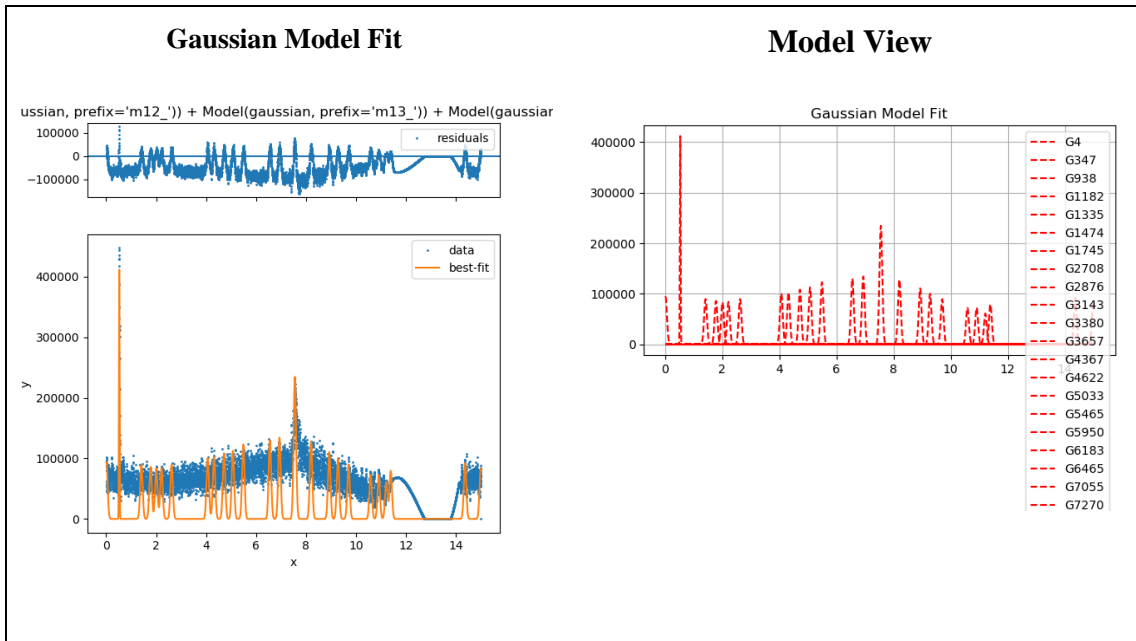 Gaussian Model Fit
Model View
ussian, prefix='m12_')) + Model(gaussian, prefix='m13_')) + Model(gaussian
100000
0
−100000
residuals
400000
300000
200000
100000
0
y
data
best-fit
0 2 4 6 8 10 12 14
x
Gaussian Model Fit
400000
300000
200000
100000
0
0 2 4 6 8 10 12 14
G4
G347
G938
G1182
G1335
G1474
G1745
G2708
G2876
G3143
G3380
G3657
G4367
G4622
G5033
G5465
G5950
G6183
G6465
G7055
G7270